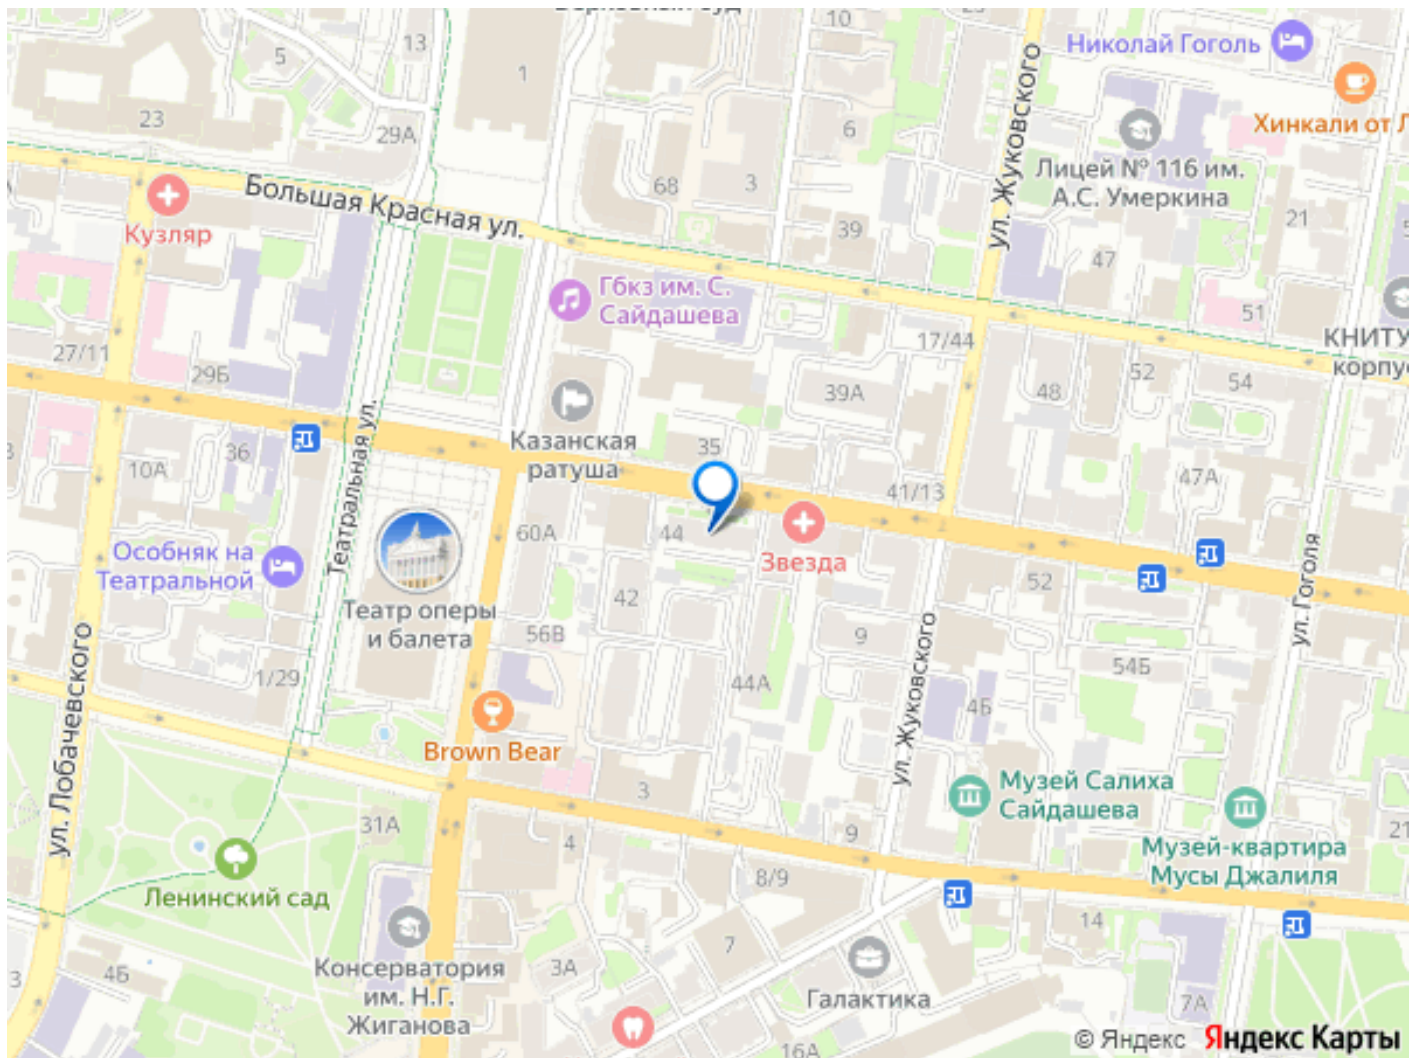 10
13
5
1
Николай Гоголь
ул. Жуковского
23
29А
6
Хинкали от Л
Лицей № 116 им.
А.С. Умеркина
68
3
Большая Красная ул.
21
39
Кузляр
47
Гбкз им. С.
Сайдашева
51
17/44
КНИТУ
корпу
27/11
29Б
39А
48
52
54
Театральная ул.
Казанская
ратуша
35
36
10А
47А
41/13
60А
44
Звезда
Особняк на
Театральной
52
ул. Гоголя
Театр оперы
и балета
42
56В
9
ул. Жуковского
54Б
1/29
44А
4Б
ул. Лобачевского
Brown Bear
Музей Салиха
Сайдашева
3
31А
4
9
21
Музей-квартира
Мусы Джалиля
8/9
Ленинский сад
14
7
Консерватория
им. Н.Г.
Жиганова
3А
4Б
3
Галактика
7А
16А
© Яндекс Яндекс Карты